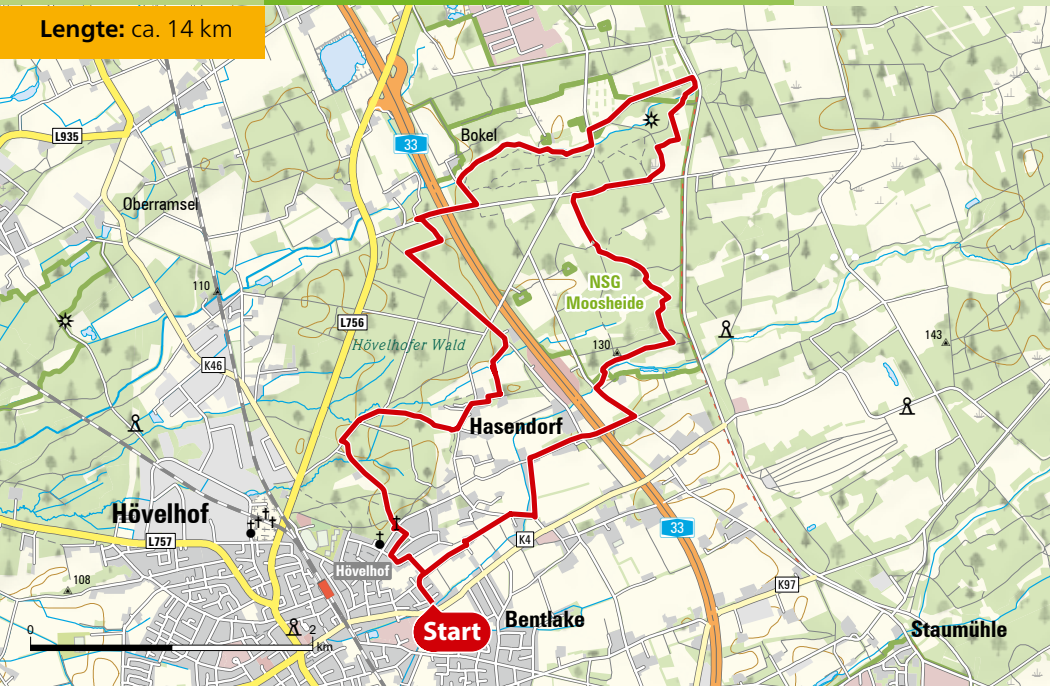 Lengte: ca. 14 km
L935
33
Bokel
Oberramsel
NSG
Moosheide
110
L756
Hövelhofer Wald
130
143
K46
Hasendorf
Hövelhof
L757
K4
33
Hövelhof
108
K97
Start
Bentlake
Staumühle
0
2
km